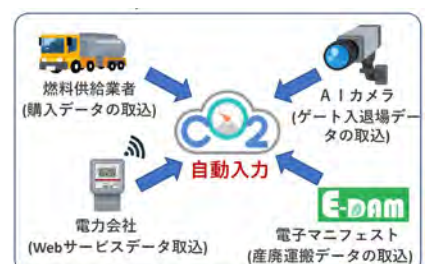 燃料供給業者
(購入データの取込)
AIカメラ
(ゲート入退場デー
タの取込)
CO2
自動入力
電力会社
(Webサービスデータ取込)
E-DAM
電子マニフェスト
(産廃運搬データの取込)